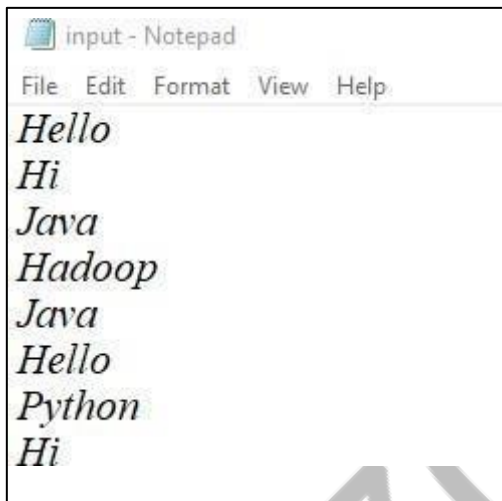 input - Notepad
File Edit Format View Help
Hello
Hi
Java
Hadoop
Java
Hello
Python
Hi